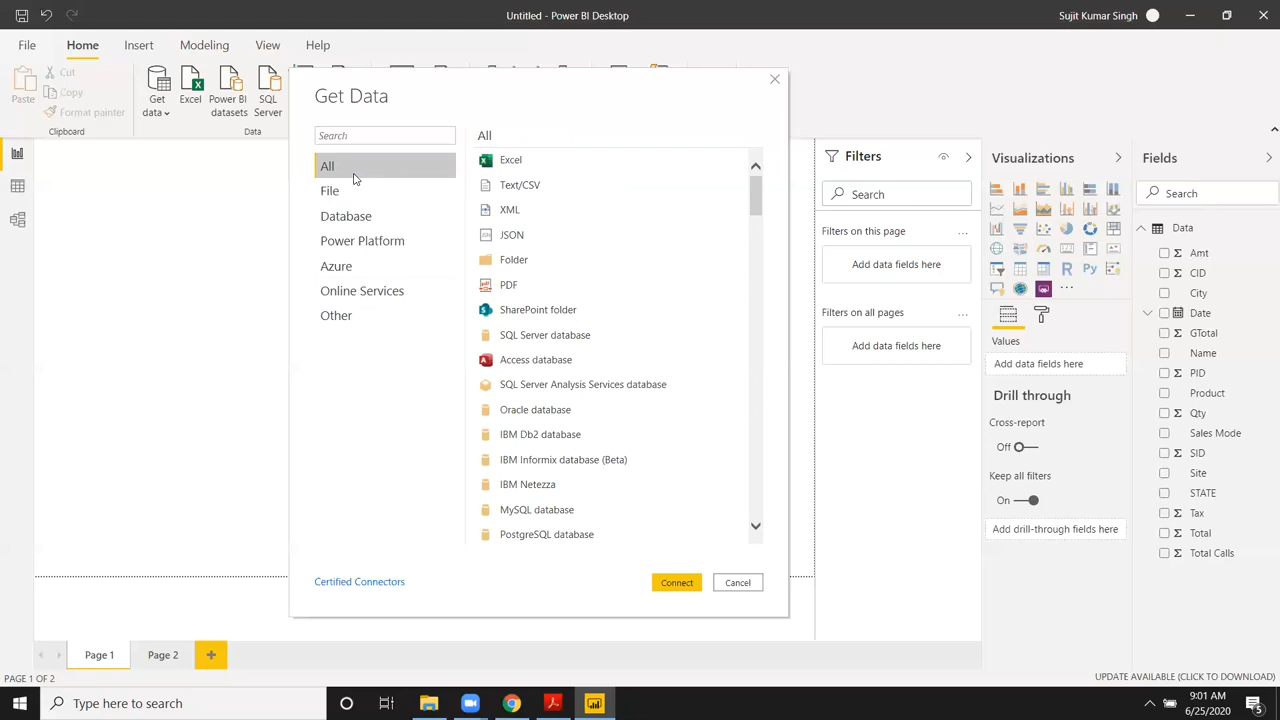 Untitled - Power BI Desktop
Sujit Kumar Singh
File
Home
Insert
Modeling
View
Help
Paste
Cut
Copy
Format painter
Clipboard
Get data
Excel
Power BI datasets
SQL Server
Data
Get Data
Search
All
File
Database
Power Platform
Azure
Online Services
Other
All
Excel
Text/CSV
XML
JSON
Folder
PDF
SharePoint folder
SQL Server database
Access database
SQL Server Analysis Services database
Oracle database
IBM Db2 database
IBM Informix database (Beta)
IBM Netezza
MySQL database
PostgreSQL database
Certified Connectors
Connect
Cancel
Filters
Search
Filters on this page
...
Add data fields here
Filters on all pages
...
Add data fields here
Visualizations
R
Py
...
Values
Add data fields here
Drill through
Cross-report
Off
Keep all filters
On
Add drill-through fields here
Fields
Search
Data
Amt
CID
City
Date
GTotal
Name
PID
Product
Qty
Sales Mode
SID
Site
STATE
Tax
Total
Total Calls
Page 1
Page 2
PAGE 1 OF 2
UPDATE AVAILABLE (CLICK TO DOWNLOAD)
Type here to search
9:01 AM
6/25/2020
5